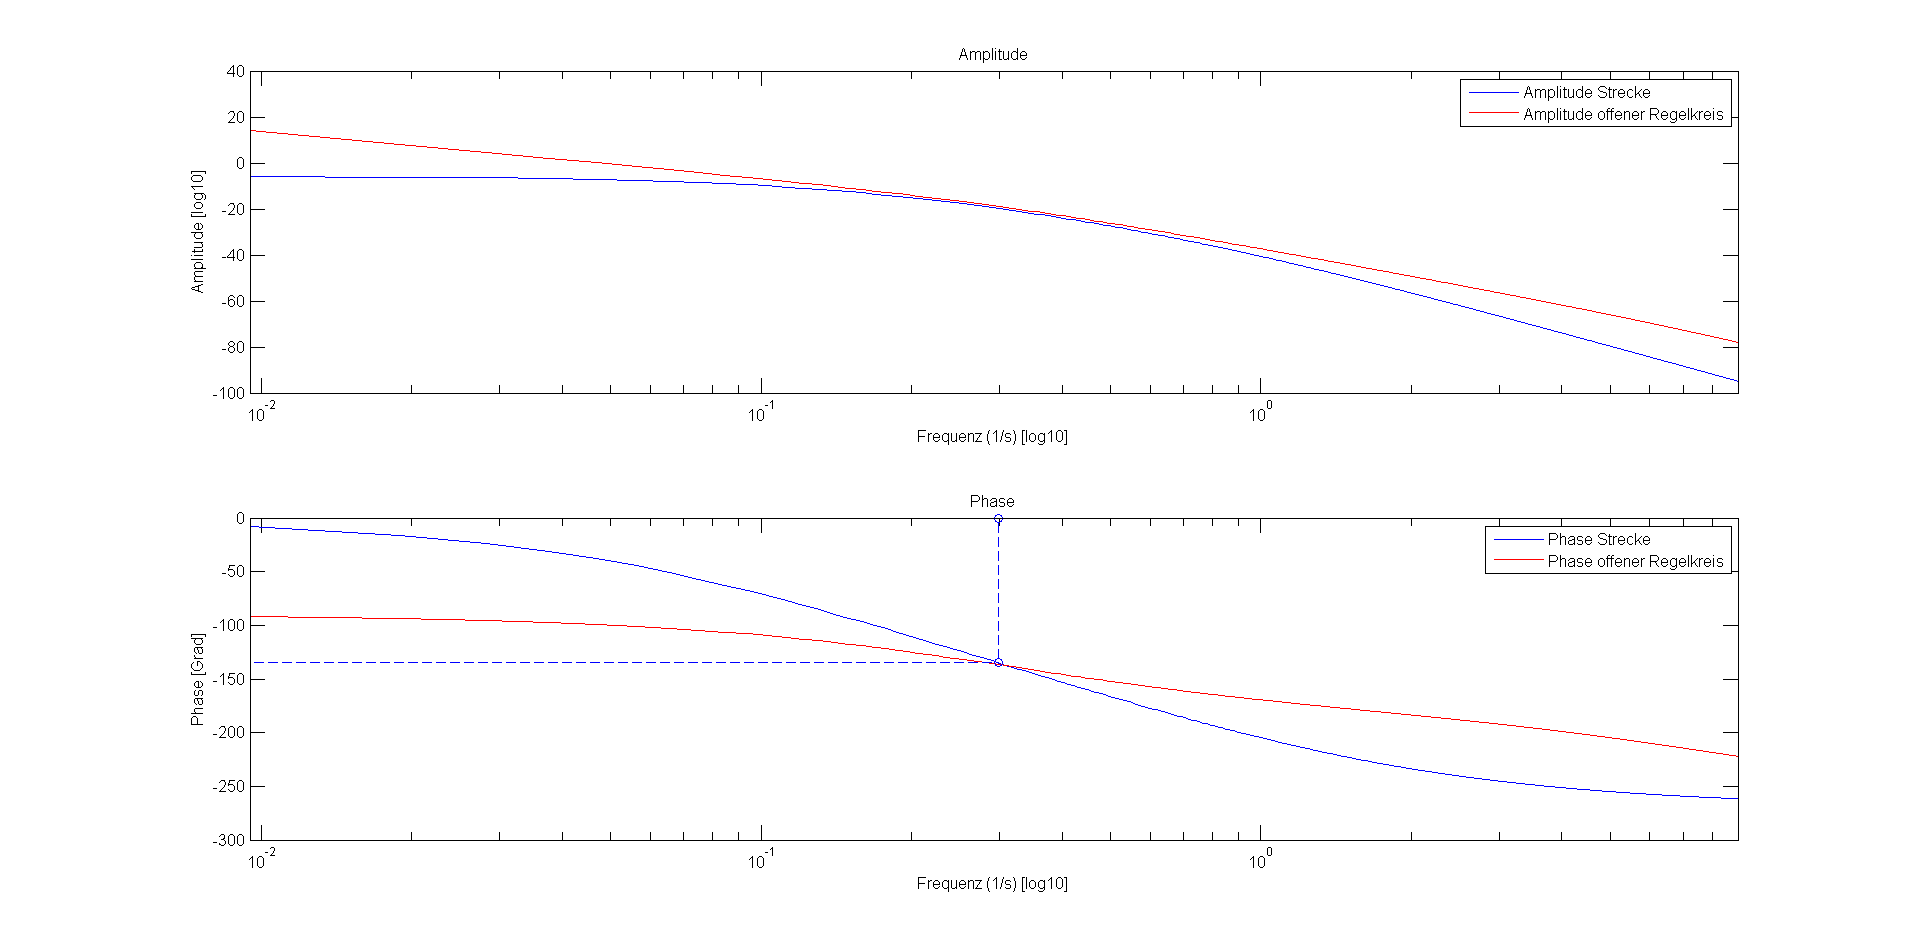 Amplitude
Amplitude [log10]
40
20
0
-20
-40
-60
-80
-100
Amplitude Strecke
Amplitude offener Regelkreis
10^-2
10^-1
10^0
Frequenz (1/s) [log10]
Phase
Phase [Grad]
0
-50
-100
-150
-200
-250
-300
Phase Strecke
Phase offener Regelkreis
10^-2
10^-1
10^0
Frequenz (1/s) [log10]